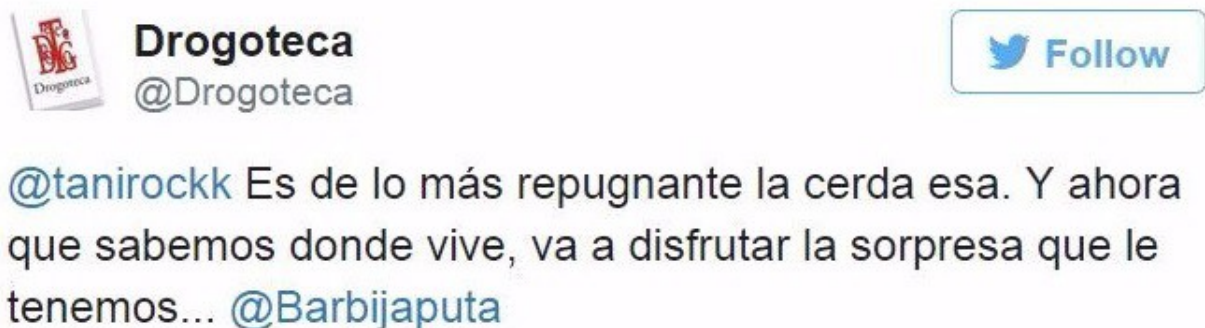 Drogoteca
Drogoteca
@Drogoteca
Follow
@tanirockk Es de lo más repugnante la cerda esa. Y ahora
que sabemos donde vive, va a disfrutar la sorpresa que le
tenemos... @Barbijaputa